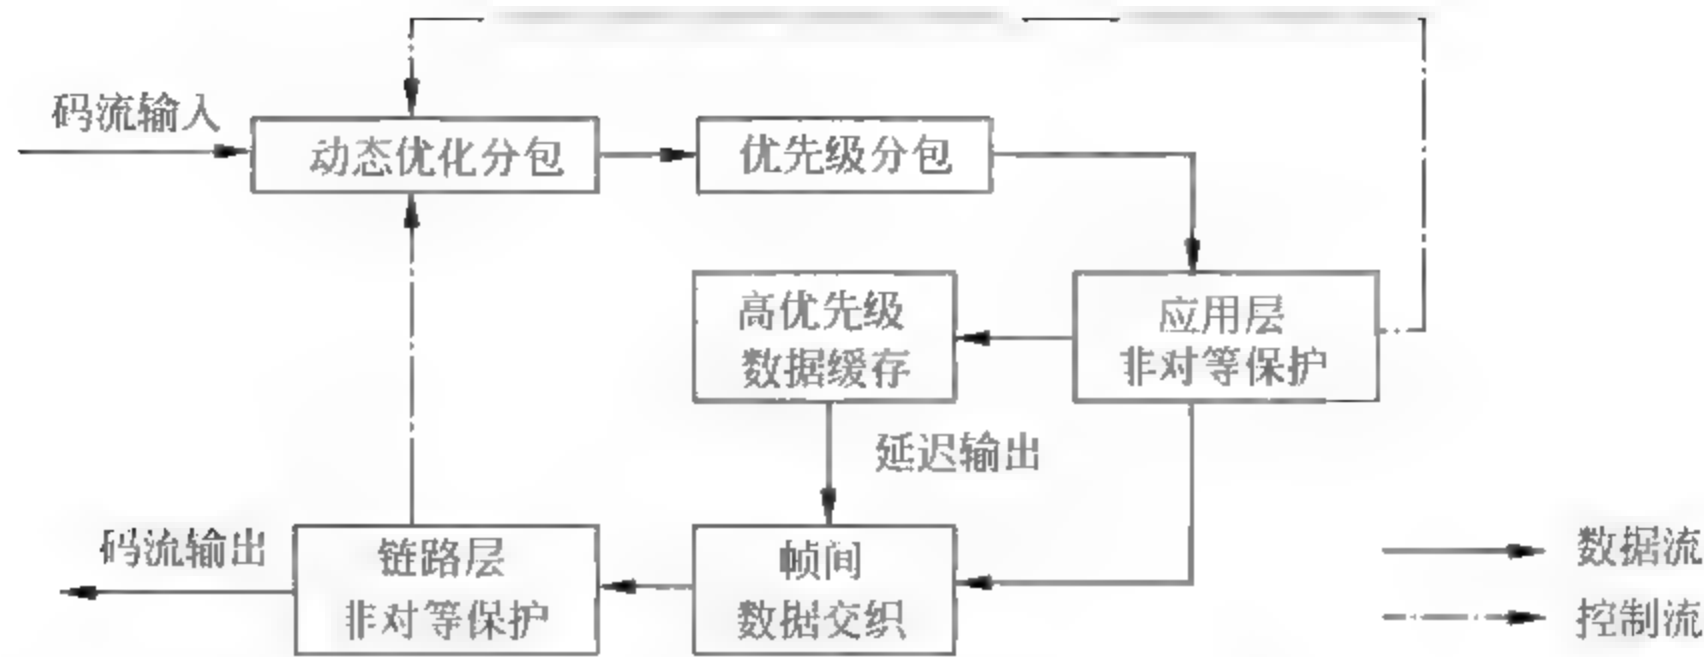 码流输入
动态优化分包
优先级分包
高优先级
数据缓存
应用层
非对等保护
延迟输出
码流输出
链路层
非对等保护
帧间
数据交织
数据流
控制流